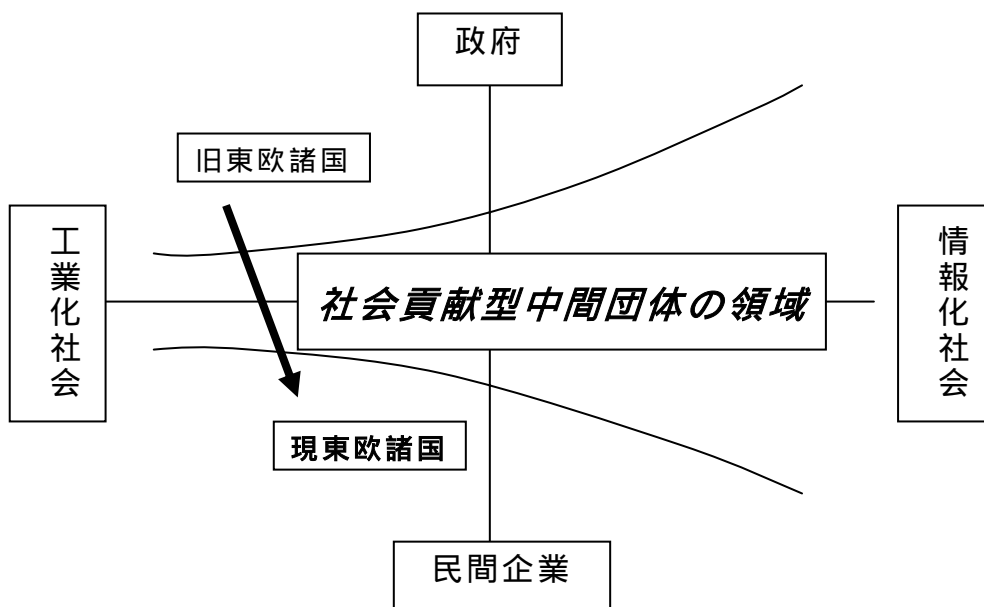 政府
旧東欧諸国
工業化社会
情報化社会
社会貢献型中間団体の領域
現東欧諸国
民間企業